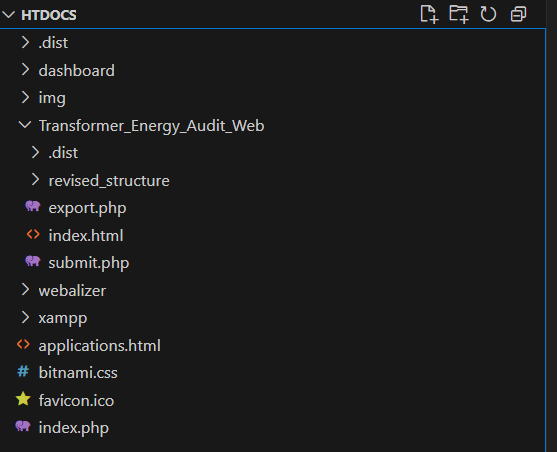 HTDOCS
.dist
dashboard
img
Transformer_Energy_Audit_Web
.dist
revised_structure
export.php
index.html
submit.php
webalizer
xampp
applications.html
bitnami.css
favicon.ico
index.php